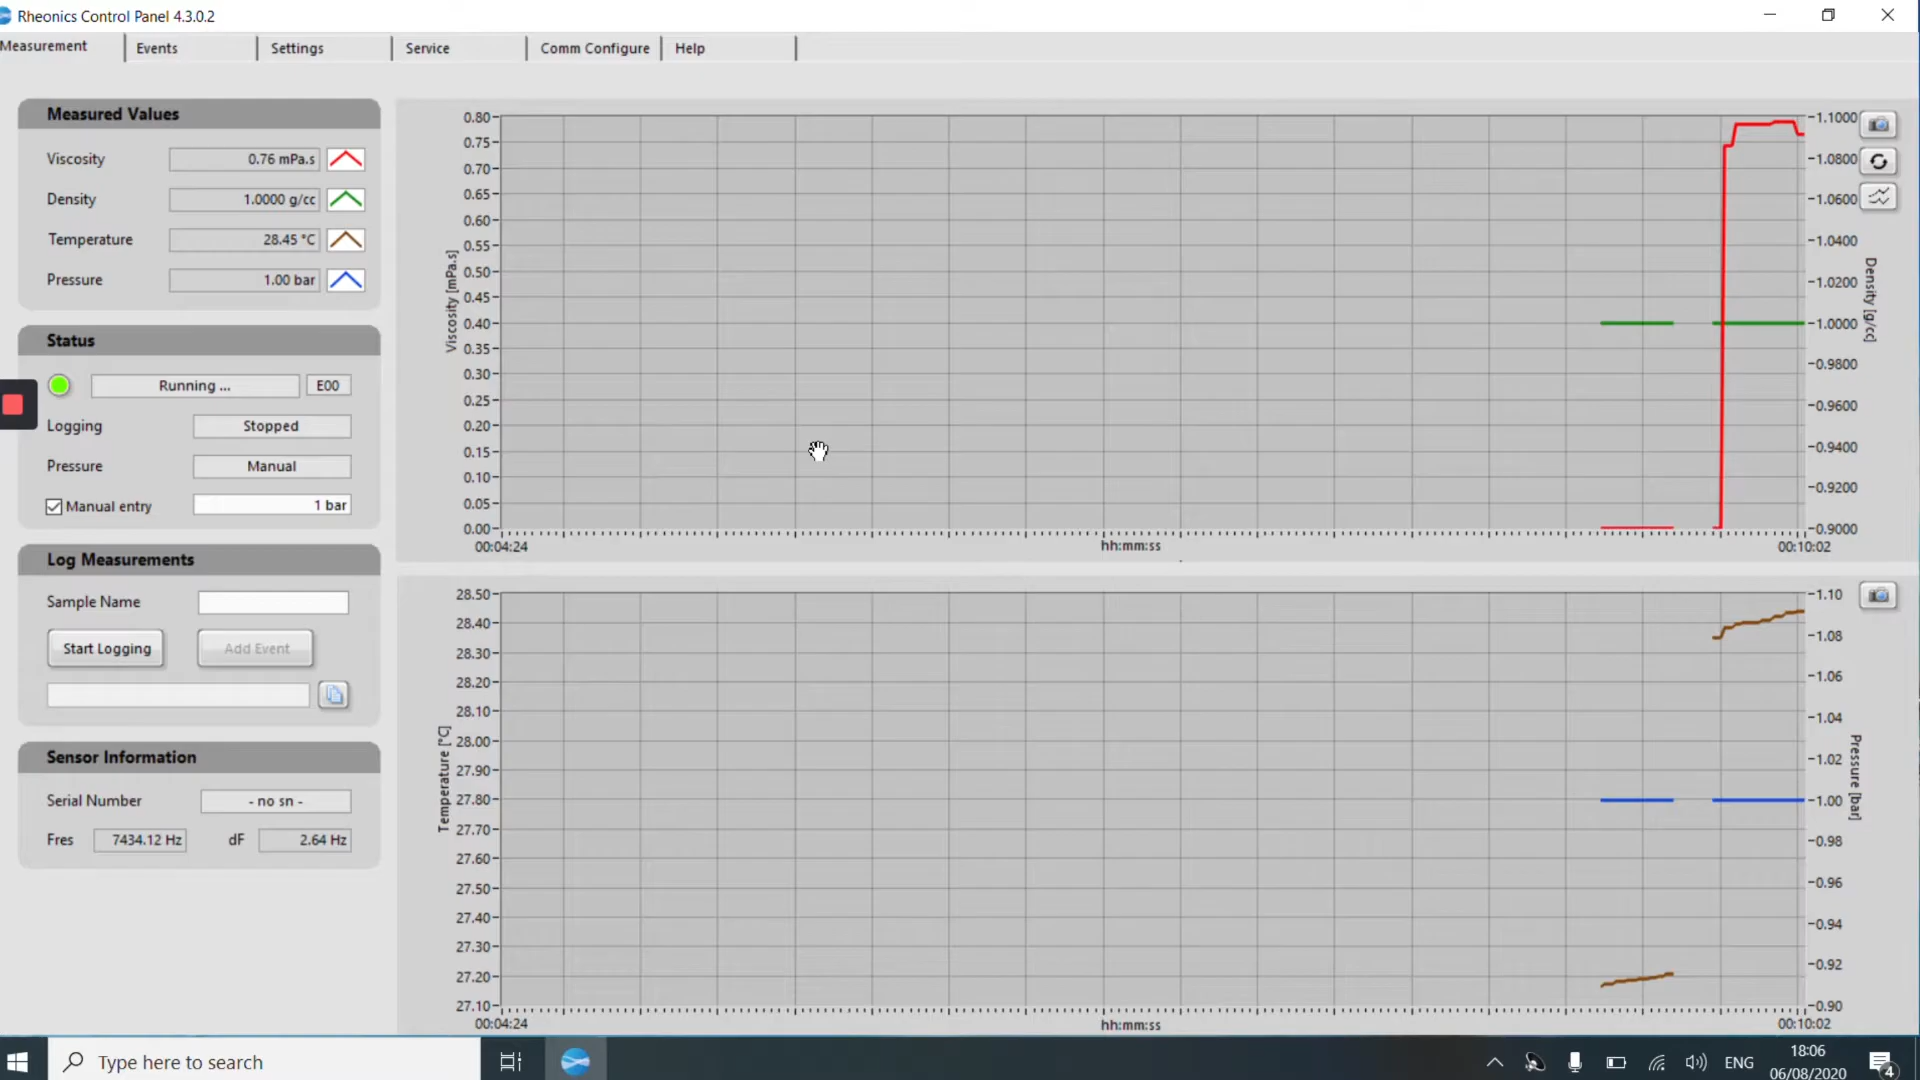 Rheonics Control Panel 4.3.0.2
Measurement
Events
Settings
Service
Comm Configure
Help
Measured Values
Viscosity 0.76 mPa.s
Density 1.0000 g/cc
Temperature 28.45 °C
Pressure 1.00 bar
Status
Running ... E00
Logging Stopped
Pressure Manual
Manual entry 1 bar
Log Measurements
Sample Name
Start Logging Add Event
Sensor Information
Serial Number - no sn -
Fres 7434.12 Hz dF 2.64 Hz
Viscosity [mPa.s]
0.80
0.75
0.70
0.65
0.60
0.55
0.50
0.45
0.40
0.35
0.30
0.25
0.20
0.15
0.10
0.05
0.00
00:04:24 hh:mm:ss 00:10:02
1.1000
1.0800
1.0600
1.0400
1.0200
1.0000
0.9800
0.9600
0.9400
0.9200
0.9000
Density [g/cc]
Temperature [°C]
28.50
28.40
28.30
28.20
28.10
28.00
27.90
27.80
27.70
27.60
27.50
27.40
27.30
27.20
27.10
00:04:24 hh:mm:ss 00:10:02
1.10
1.08
1.06
1.04
1.02
1.00
0.98
0.96
0.94
0.92
0.90
Pressure [bar]
Type here to search
ENG
18:06
06/08/2020
4